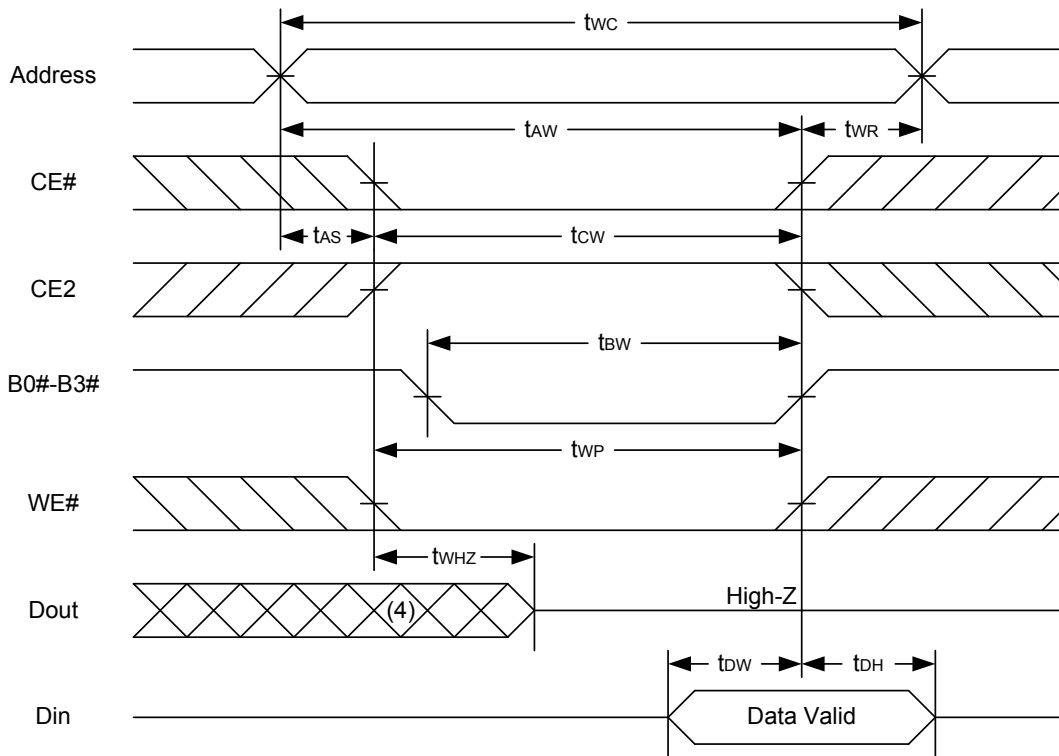 tWC
Address
tAW
tWR
CE#
tAS
tCW
CE2
tBW
B0#-B3#
tWP
WE#
tWHZ
Dout
(4)
High-Z
tDW
tDH
Din
Data Valid